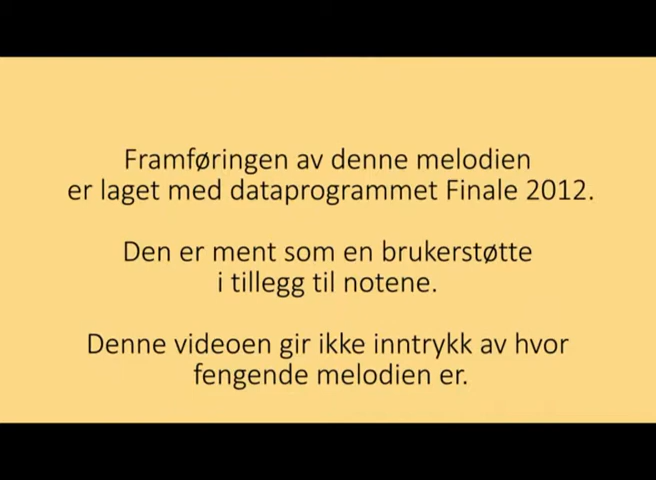 Framføringen av denne melodien
er laget med dataprogrammet Finale 2012.
Den er ment som en brukerstøtte
i tillegg til notene.
Denne videoen gir ikke inntrykk av hvor
fengende melodien er.